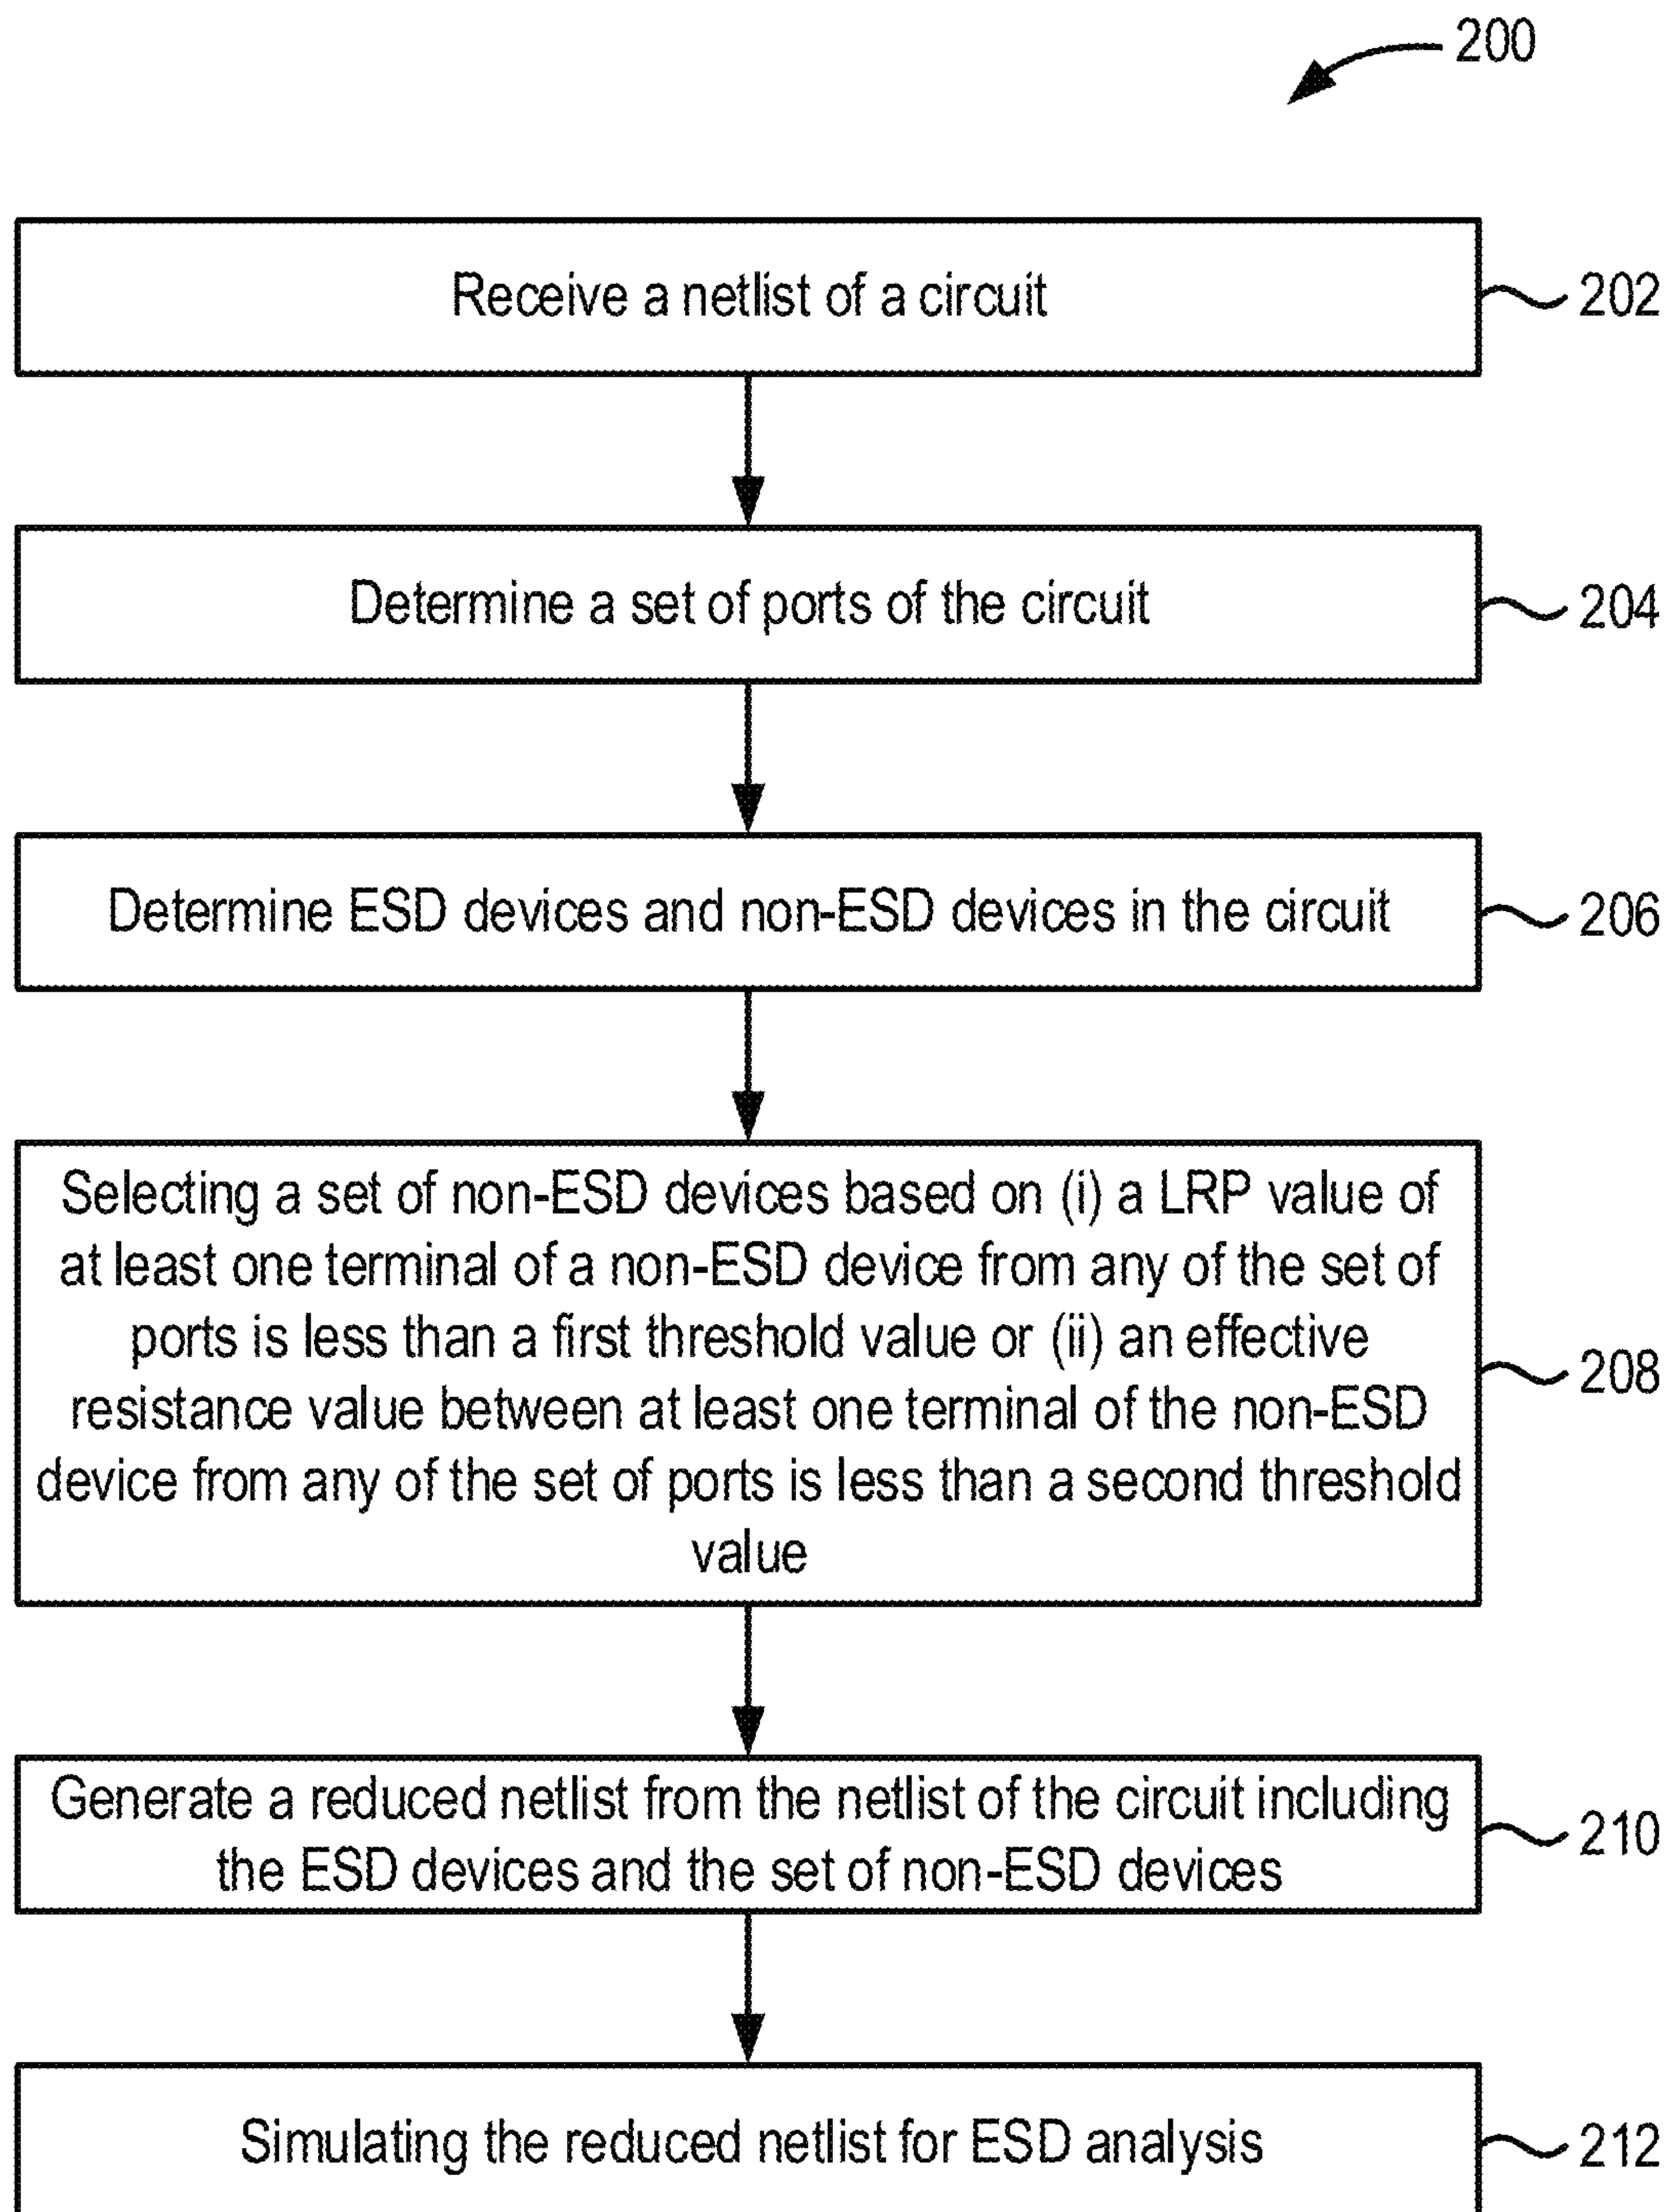 200
Receive a netlist of a circuit
202
Determine a set of ports of the circuit
204
Determine ESD devices and non-ESD devices in the circuit
206
Selecting a set of non-ESD devices based on (i) a LRP value of
at least one terminal of a non-ESD device from any of the set of
ports is less than a first threshold value or (ii) an effective
resistance value between at least one terminal of the non-ESD
device from any of the set of ports is less than a second threshold
value
208
Generate a reduced netlist from the netlist of the circuit including
the ESD devices and the set of non-ESD devices
210
Simulating the reduced netlist for ESD analysis
212